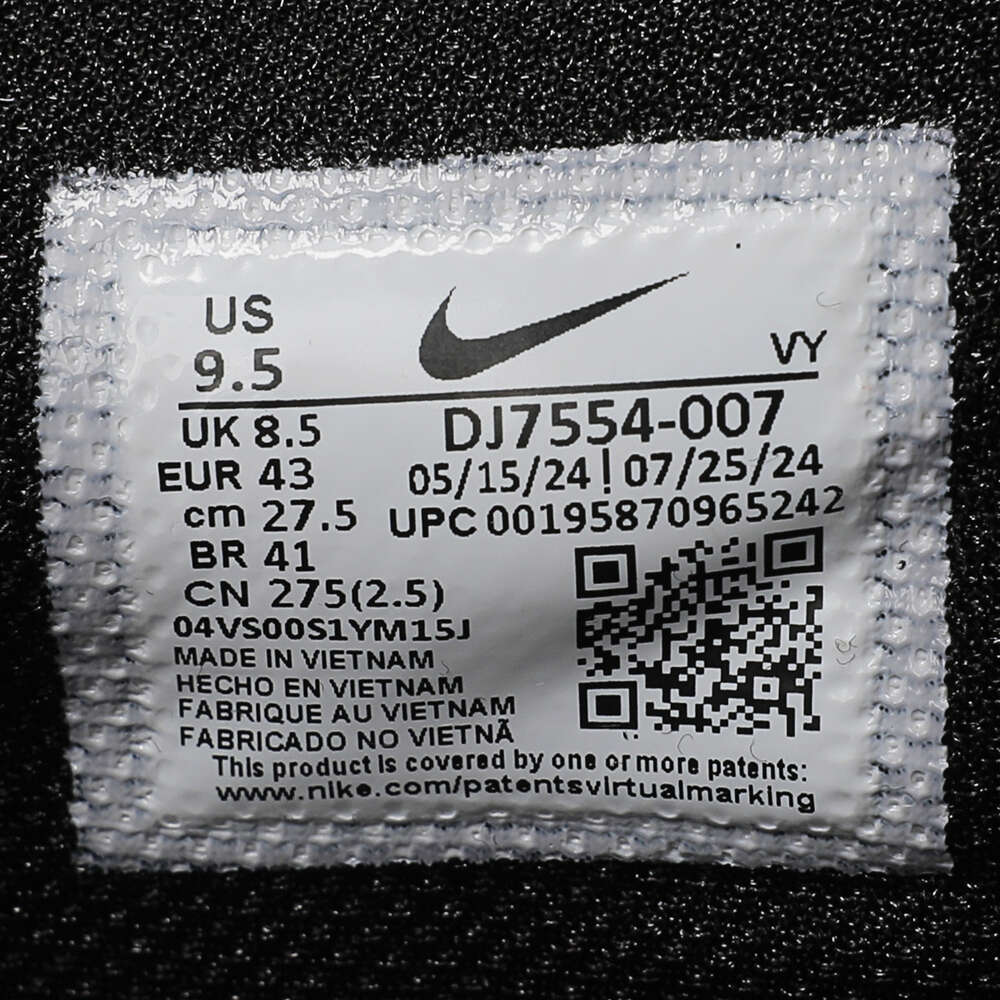 US
9.5
VY
UK 8.5
DJ7554-007
EUR 43
05/15/24 | 07/25/24
cm 27.5
UPC 00195870965242
BR 41
CN 275(2.5)
04VS00S1YM15J
MADE IN VIETNAM
HECHO EN VIETNAM
FABRIQUE AU VIETNAM
FABRICADO NO VIETNÃ
This product is covered by one or more patents:
www.nike.com/patentsvirtualmarking